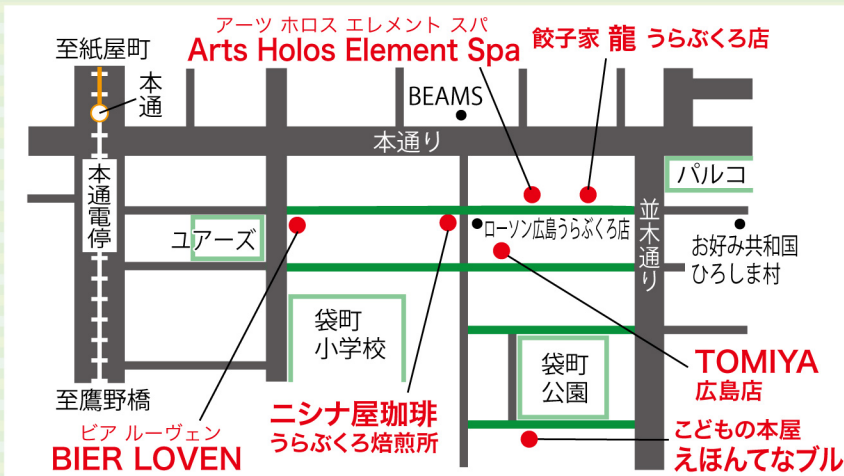 アーツ ホロス エレメント スパ
Arts Holos Element Spa
餃子家 龍 うらぶくろ店
至紙屋町
本通
BEAMS
本通り
本通電停
パルコ
並木通り
ユアーズ
ローソン広島うらぶくろ店
お好み共和国
ひろしま村
袋町
小学校
袋町
公園
TOMIYA
広島店
至鷹野橋
ニシナ屋珈琲
うらぶくろ焙煎所
ビア ルーヴェン
BIER LOVEN
こどもの本屋
えほんてなブル